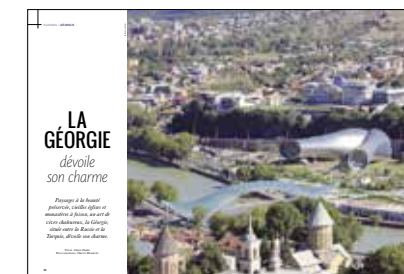 LA
GÉORGIE
dévoile
son charme
Paysages à la beauté
préservée, vieilles églises et
monastères à foison, un art de
vivre chaleureux, la Géorgie,
située entre la Russie et la
Turquie, dévoile son charme.